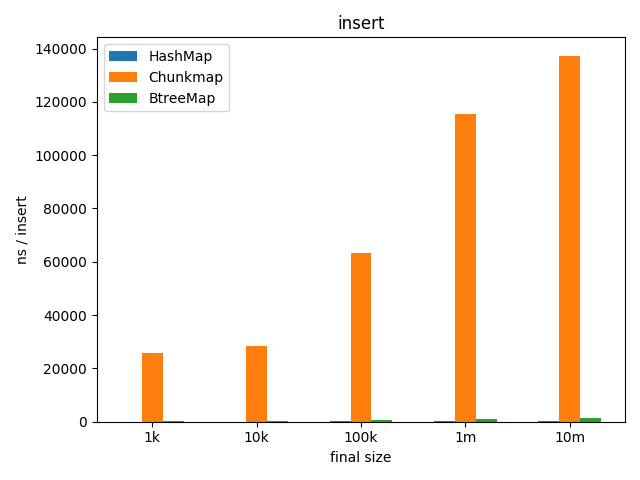 insert
HashMap
Chunkmap
BtreeMap
140000
120000
100000
80000
60000
40000
20000
0
ns / insert
1k 10k 100k 1m 10m
final size